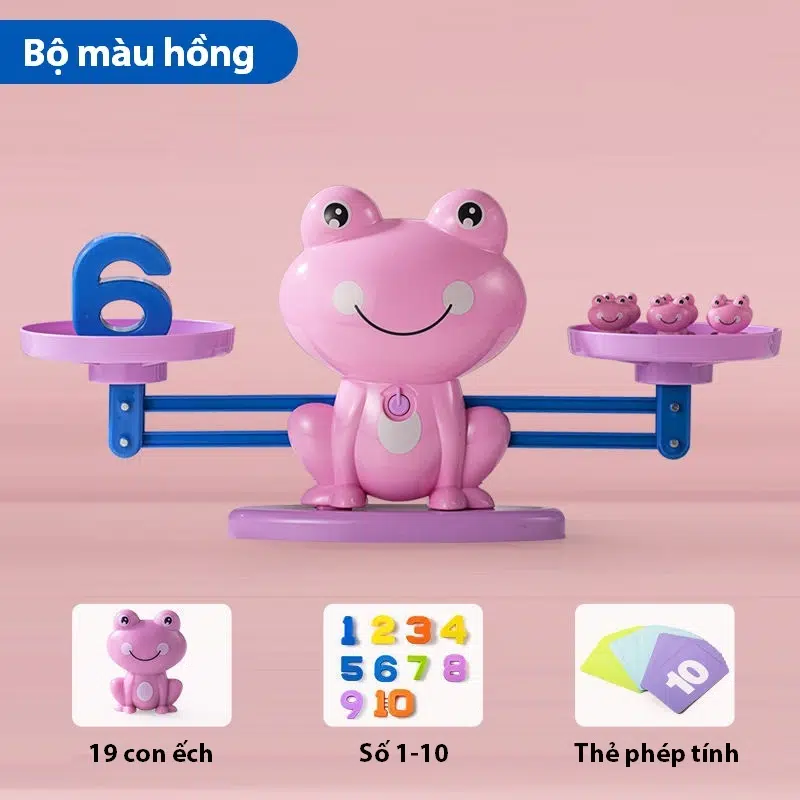 Bộ màu hồng
6
1 2 3 4
5 6 7 8
9 10
10
19 con ếch
Số 1-10
Thẻ phép tính